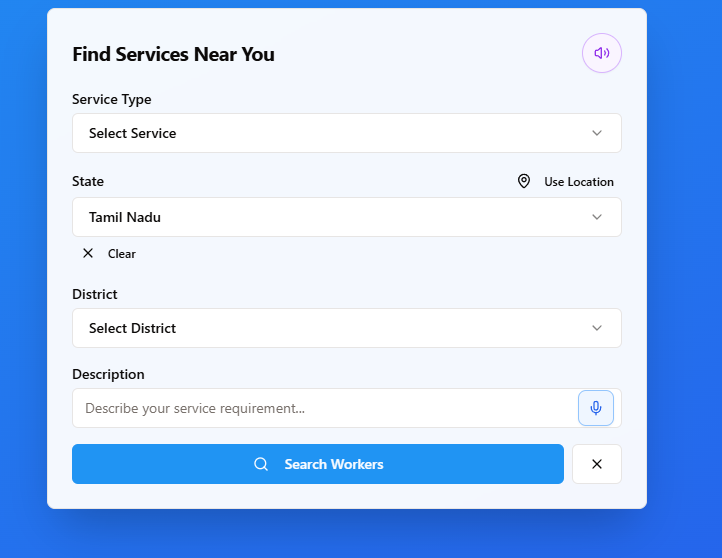 Find Services Near You
Service Type
Select Service
State
Use Location
Tamil Nadu
Clear
District
Select District
Description
Describe your service requirement...
Search Workers